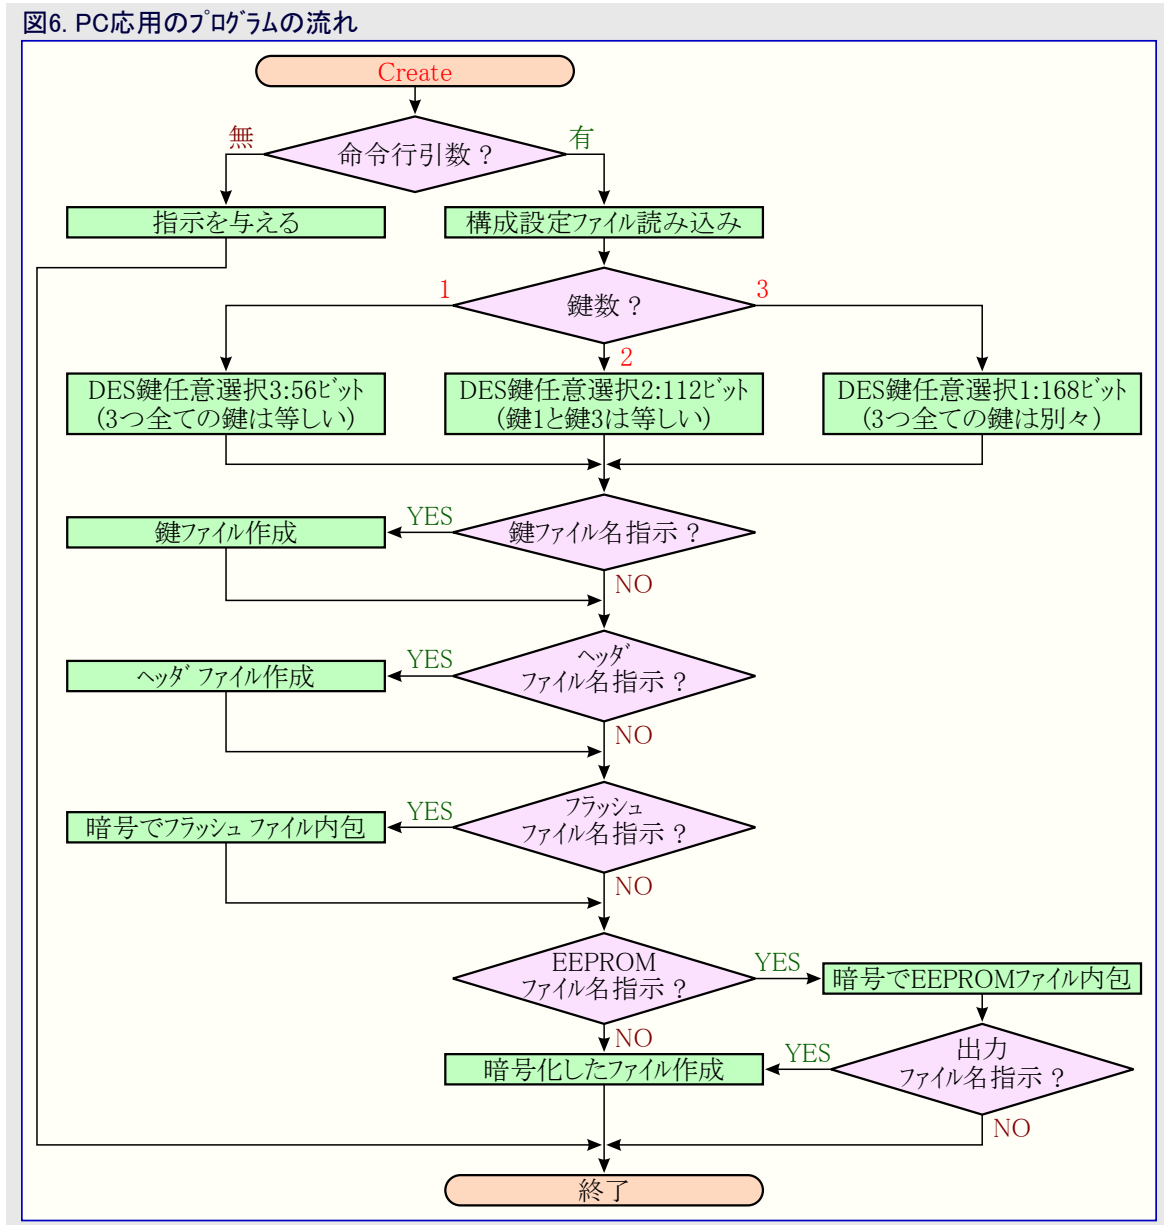 図6. PC応用のプログラムの流れ
Create
命令行引数 ?
無
有
指示を与える
構成設定ファイル読み込み
鍵数 ?
1
3
2
DES鍵任意選択3:56ビット
(3つ全ての鍵は等しい)
DES鍵任意選択2:112ビット
(鍵1と鍵3は等しい)
DES鍵任意選択1:168ビット
(3つ全ての鍵は別々)
鍵ファイル名指示 ?
YES
鍵ファイル作成
NO
ヘッダ
ファイル名指示 ?
YES
ヘッダ ファイル作成
NO
フラッシュ
ファイル名指示 ?
YES
暗号でフラッシュ ファイル内包
NO
EEPROM
ファイル名指示 ?
YES
暗号でEEPROMファイル内包
NO
暗号化したファイル作成
YES
出力
ファイル名指示 ?
NO
終了